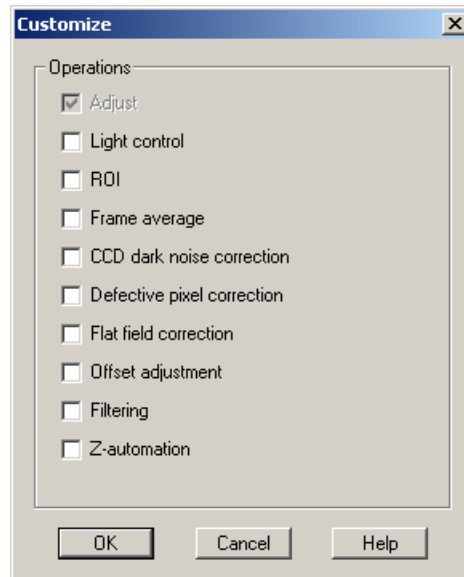 Customize
Operations
Adjust
Light control
ROI
Frame average
CCD dark noise correction
Defective pixel correction
Flat field correction
Offset adjustment
Filtering
Z-automation
OK Cancel Help